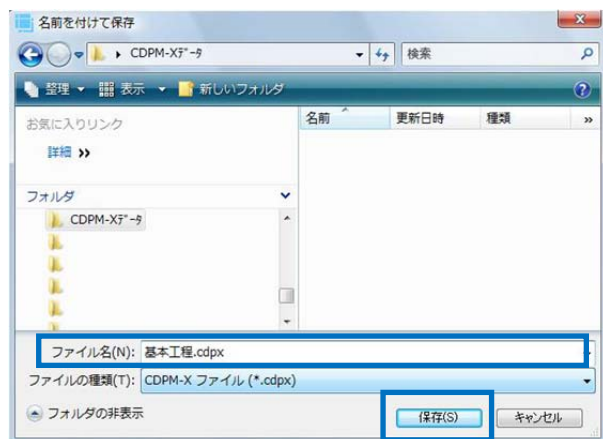 名前を付けて保存
CDPM-Xﾃﾞｰﾀ
検索
整理 表示 新しいフォルダ
お気に入りリンク
詳細 »
名前 更新日時 種類 »
フォルダ
CDPM-Xﾃﾞｰﾀ
ファイル名(N): 基本工程.cdpx
ファイルの種類(T): CDPM-X ファイル (*.cdpx)
フォルダの非表示
保存(S)
キャンセル